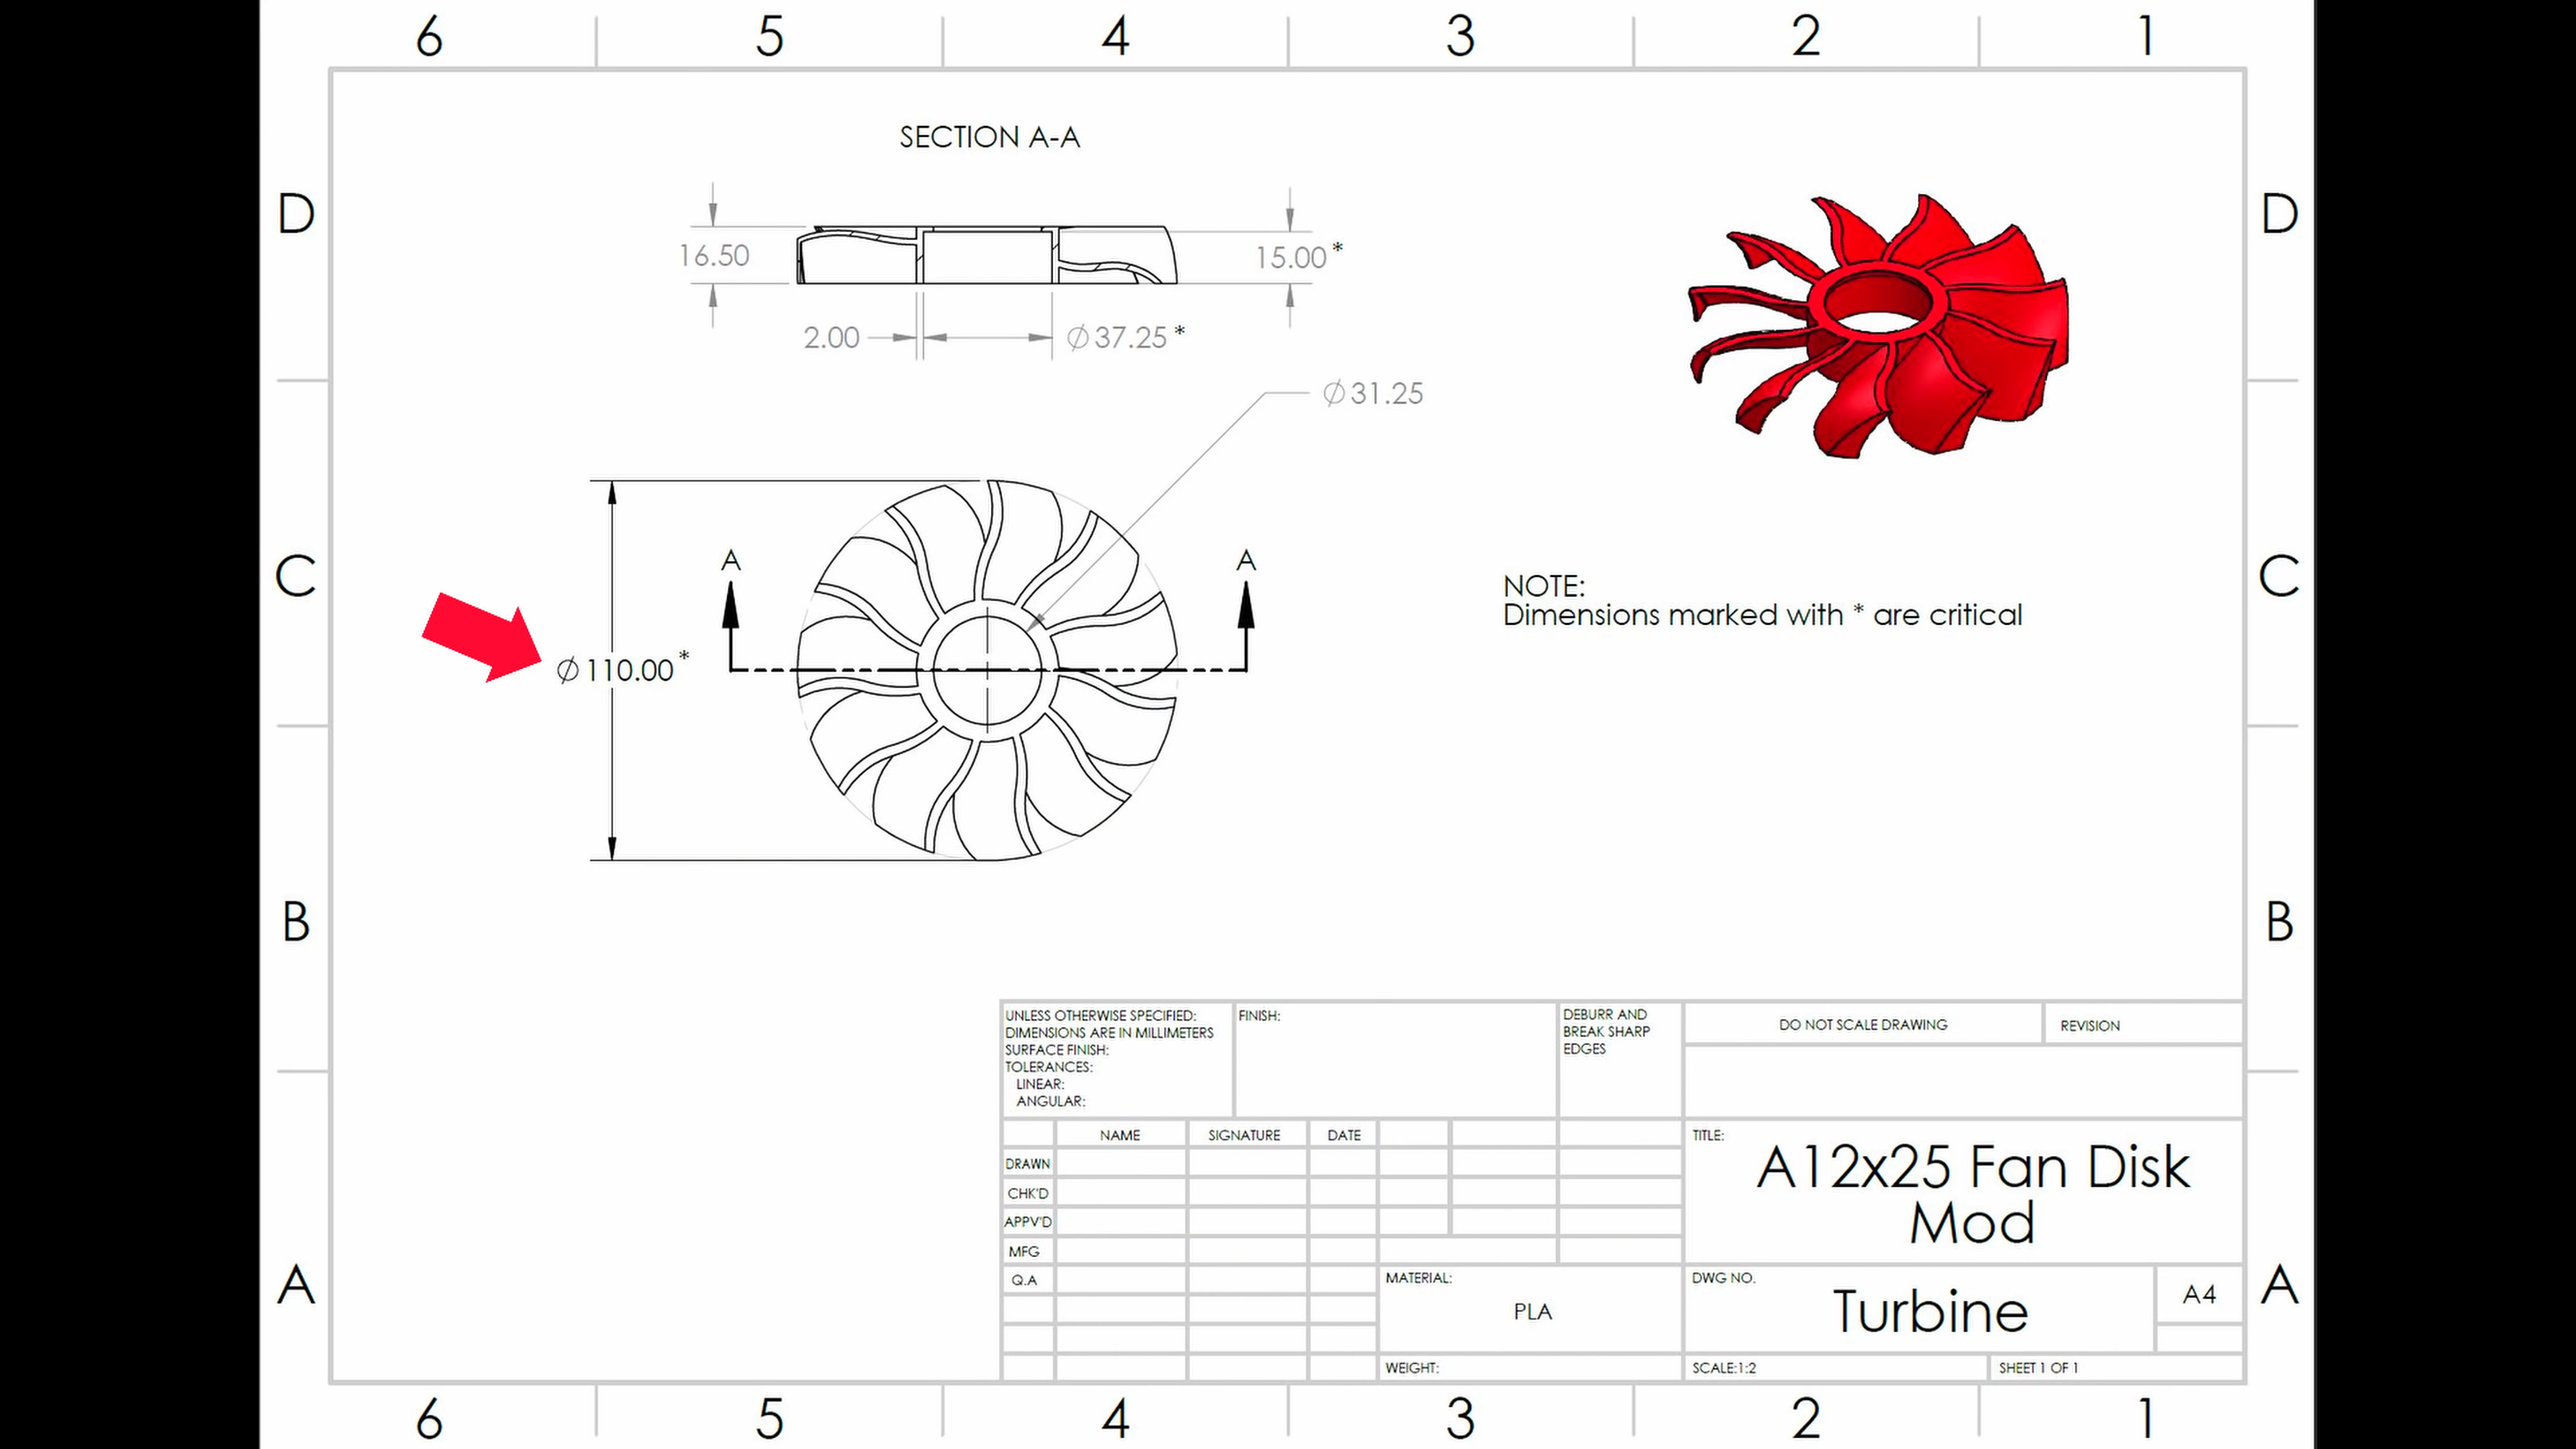 6 5 4 3 2 1
SECTION A-A
D D
16.50 15.00*
2.00 Ø37.25*
Ø31.25
A A
C C
NOTE:
Dimensions marked with * are critical
Ø110.00*
B B
UNLESS OTHERWISE SPECIFIED:
DIMENSIONS ARE IN MILLIMETERS
SURFACE FINISH:
TOLERANCES:
LINEAR:
ANGULAR:
FINISH:
DEBURR AND
BREAK SHARP
EDGES
DO NOT SCALE DRAWING
REVISION
NAME SIGNATURE DATE
DRAWN
CHK'D
APPV'D
MFG
Q.A
TITLE:
A12x25 Fan Disk
Mod
MATERIAL:
PLA
DWG NO.
Turbine
A4
A A
WEIGHT:
SCALE:1:2
SHEET 1 OF 1
6 5 4 3 2 1